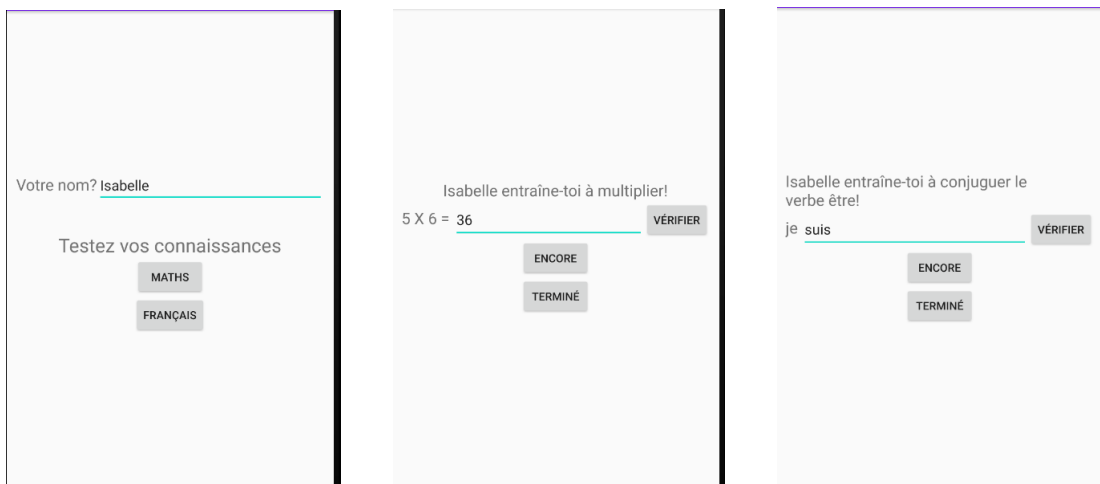 Votre nom? Isabelle
Testez vos connaissances
MATHS
FRANÇAIS
Isabelle entraîne-toi à multiplier!
5 X 6 = 36 VÉRIFIER
ENCORE
TERMINÉ
Isabelle entraîne-toi à conjuguer le
verbe être!
je suis VÉRIFIER
ENCORE
TERMINÉ